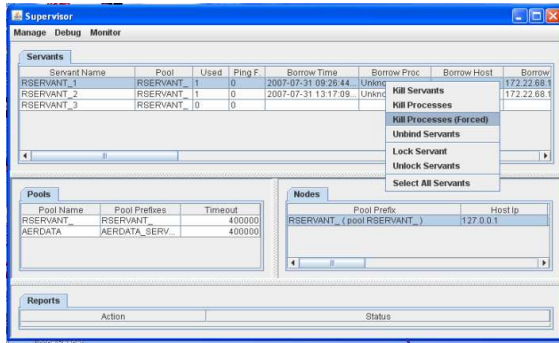 Supervisor
Manage Debug Monitor
Servants
Servant Name Pool Used Ping F.. Borrow Time Borrow Proc Borrow Host Borrow
RSERVANT_1 RSERVANT_ 1 0 2007-07-31 09:26:44... 172.22.68.1
RSERVANT_2 RSERVANT_ 1 0 2007-07-31 13:17:09... 172.22.68.1
RSERVANT_3 RSERVANT_ 0 0
Kill Servants
Kill Processes
Kill Processes (Forced)
Unbind Servants
Lock Servant
Unlock Servants
Select All Servants
Pools
Pool Name Pool Prefixes Timeout
RSERVANT_ RSERVANT_ 400000
AERDATA AERDATA_SERV... 400000
Nodes
Pool Prefix Host Ip
RSERVANT_ ( pool RSERVANT_ ) 127.0.0.1
Reports
Action Status